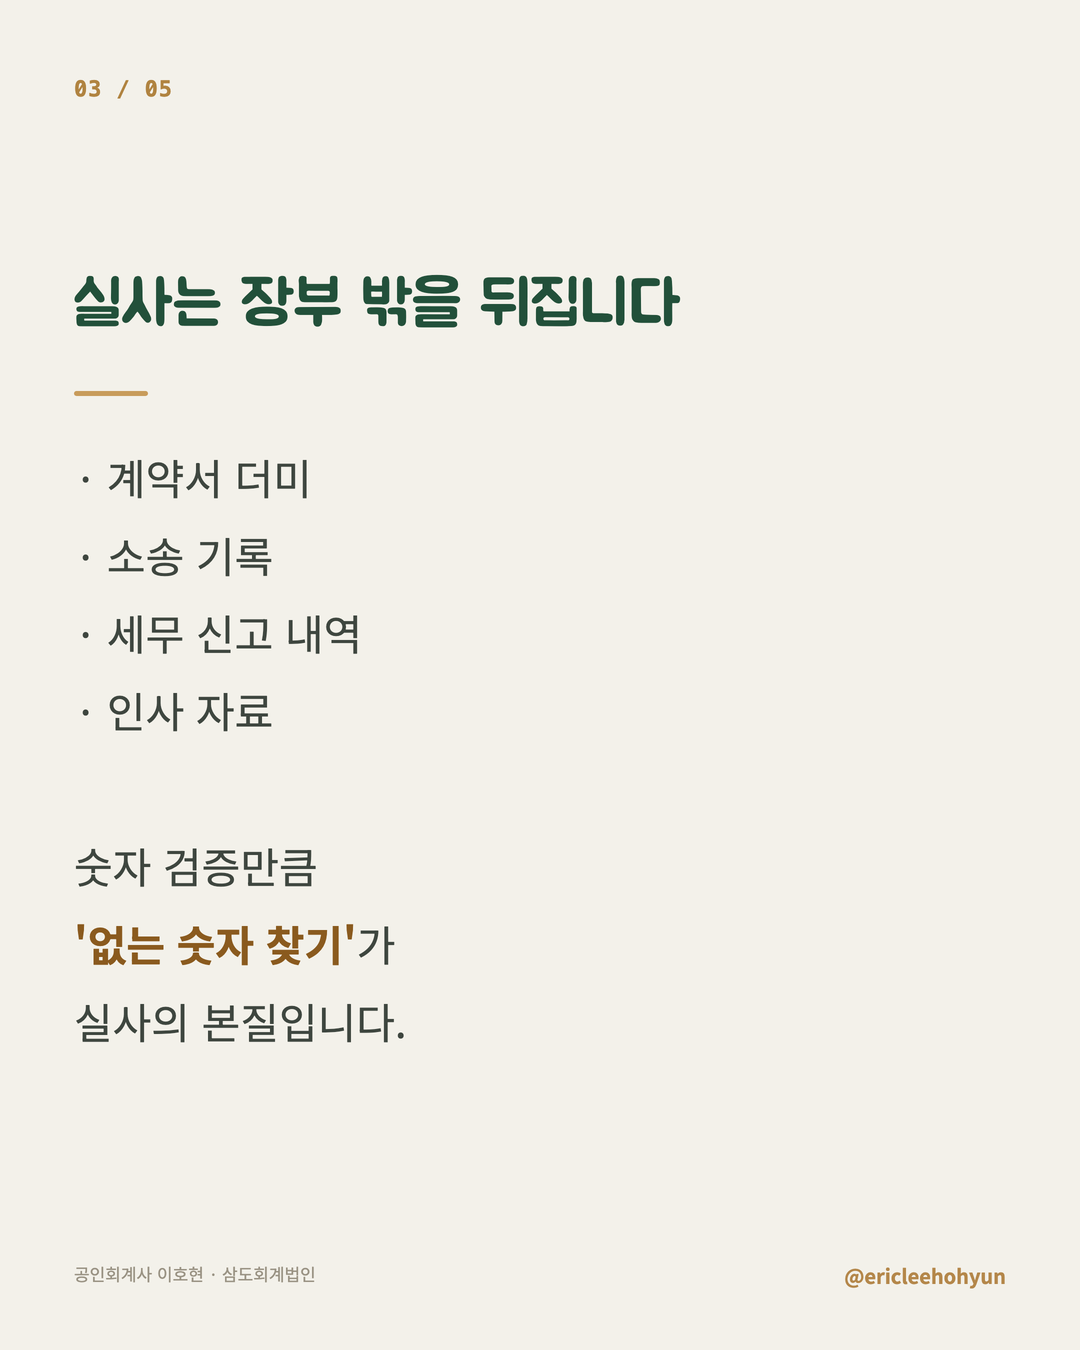 03 / 05
실사는 장부 밖을 뒤집니다
· 계약서 더미
· 소송 기록
· 세무 신고 내역
· 인사 자료
숫자 검증만큼
'없는 숫자 찾기'가
실사의 본질입니다.
공인회계사 이호현 · 삼도회계법인
@ericleehohyun